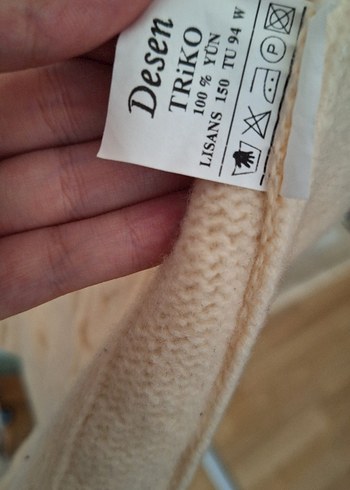 Desen
TRiKO
100 % YÜN
LISANS 150 TU 94 W
P